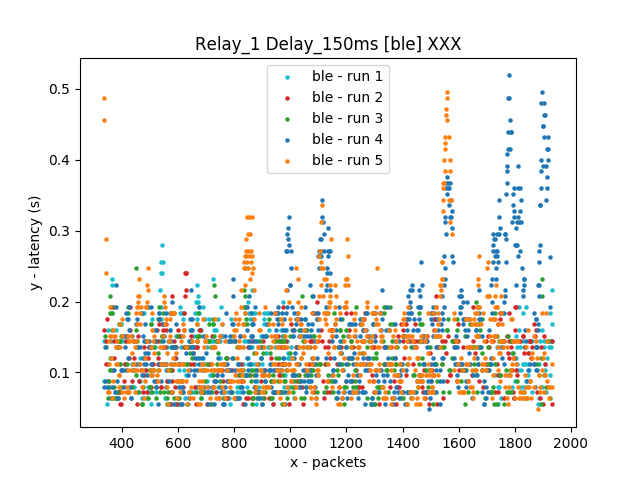 Relay_1 Delay_150ms [ble] XXX
ble - run 1
ble - run 2
ble - run 3
ble - run 4
ble - run 5
y - latency (s)
0.5
0.4
0.3
0.2
0.1
400 600 800 1000 1200 1400 1600 1800 2000
x - packets